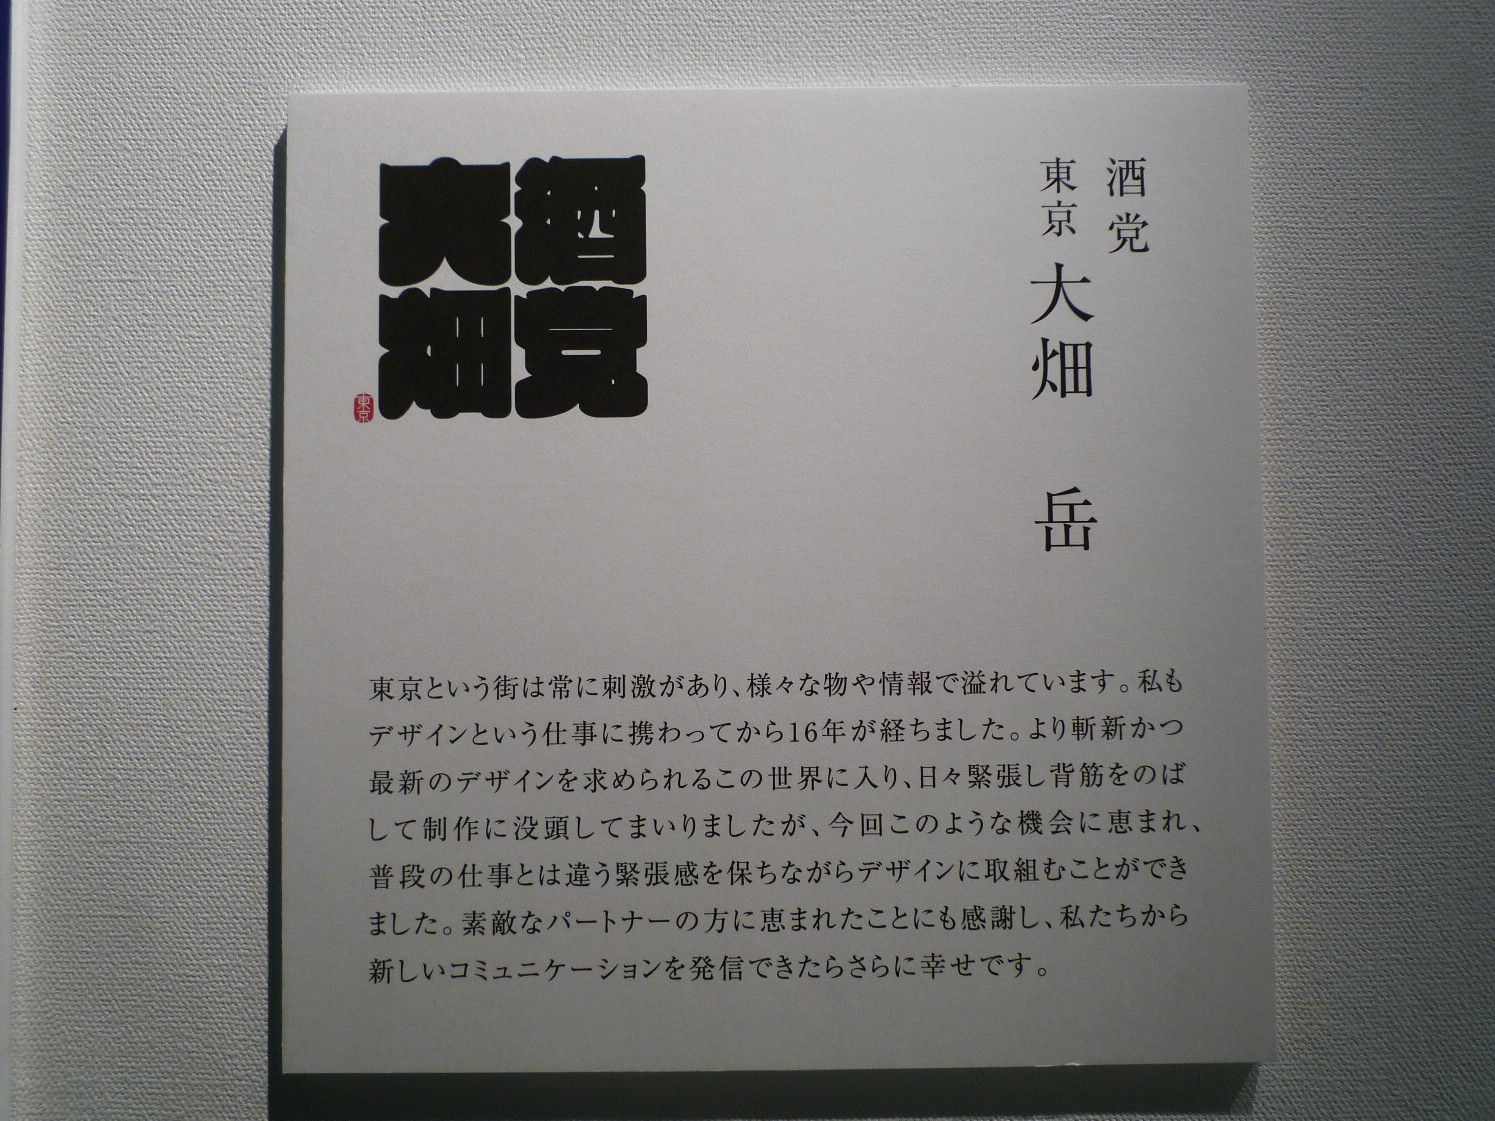 酒党
東京 大畑 岳
酒党
大畑
東京
東京という街は常に刺激があり、様々な物や情報で溢れています。私も
デザインという仕事に携わってから16年が経ちました。より斬新かつ
最新のデザインを求められるこの世界に入り、日々緊張し背筋をのば
して制作に没頭してまいりましたが、今回このような機会に恵まれ、
普段の仕事とは違う緊張感を保ちながらデザインに取組むことができ
ました。素敵なパートナーの方に恵まれたことにも感謝し、私たちから
新しいコミュニケーションを発信できたらさらに幸せです。